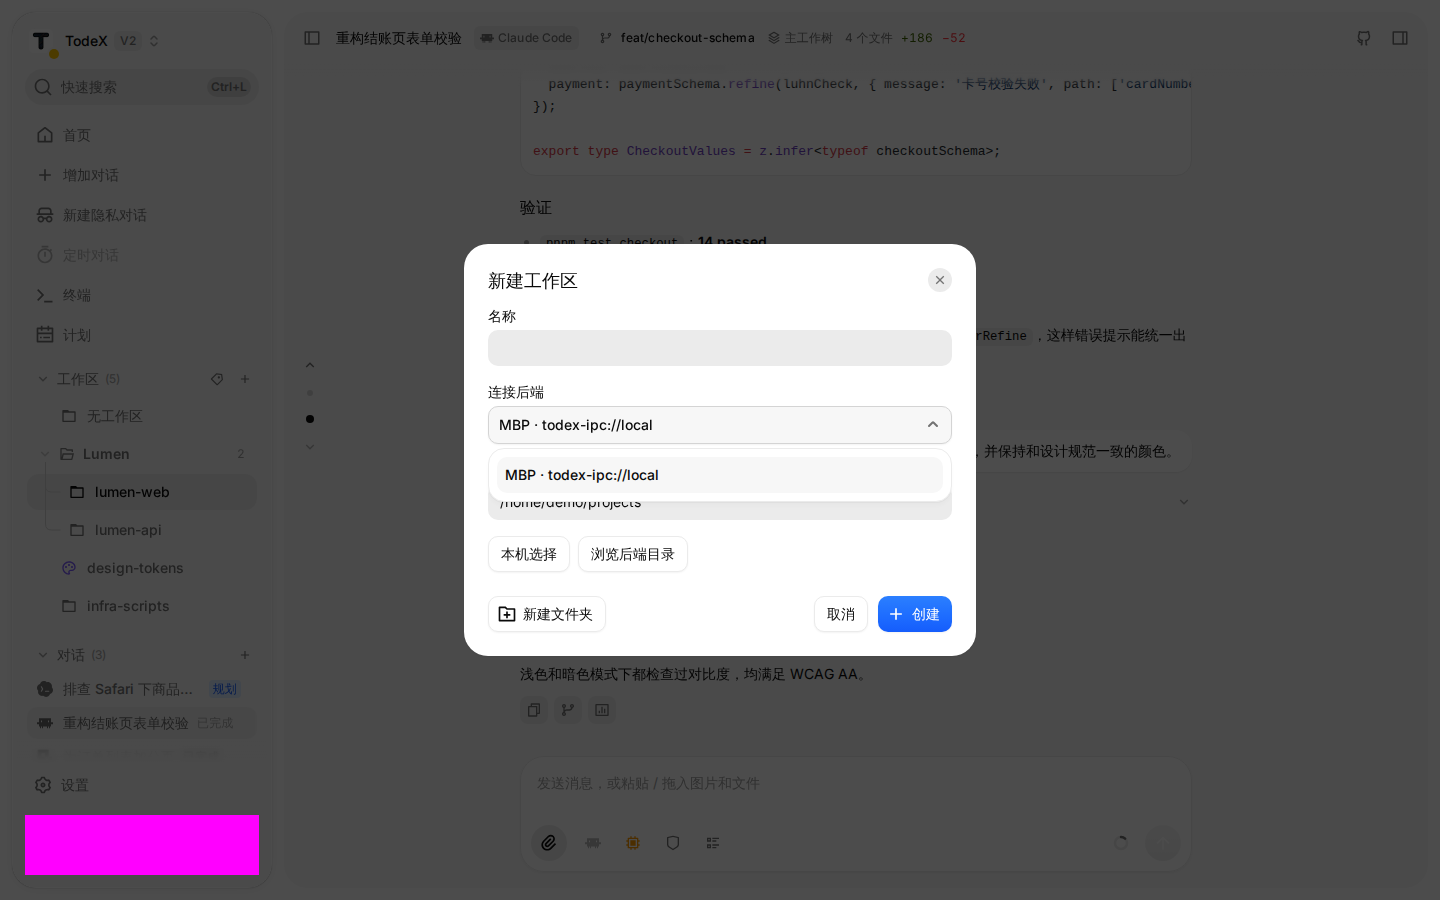 TodeX V2
快速搜索 Ctrl+L
首页
增加对话
新建隐私对话
定时对话
终端
计划
工作区 (5)
无工作区
Lumen 2
lumen-web
lumen-api
design-tokens
infra-scripts
对话 (3)
排查 Safari 下商品... 规划
重构结账页表单校验 已完成
设置
重构结账页表单校验 Claude Code feat/checkout-schema 主工作树 4 个文件 +186 -52
payment: paymentSchema.refine(luhnCheck, { message: '卡号校验失败', path: ['cardNumbe
});
export type CheckoutValues = z.infer<typeof checkoutSchema>;
验证
pnpm test checkout : 14 passed
rRefine ，这样错误提示能统一出
，并保持和设计规范一致的颜色。
新建工作区
名称
连接后端
MBP · todex-ipc://local
MBP · todex-ipc://local
/home/demo/projects
本机选择 浏览后端目录
新建文件夹 取消 创建
浅色和暗色模式下都检查过对比度，均满足 WCAG AA。
发送消息，或粘贴 / 拖入图片和文件